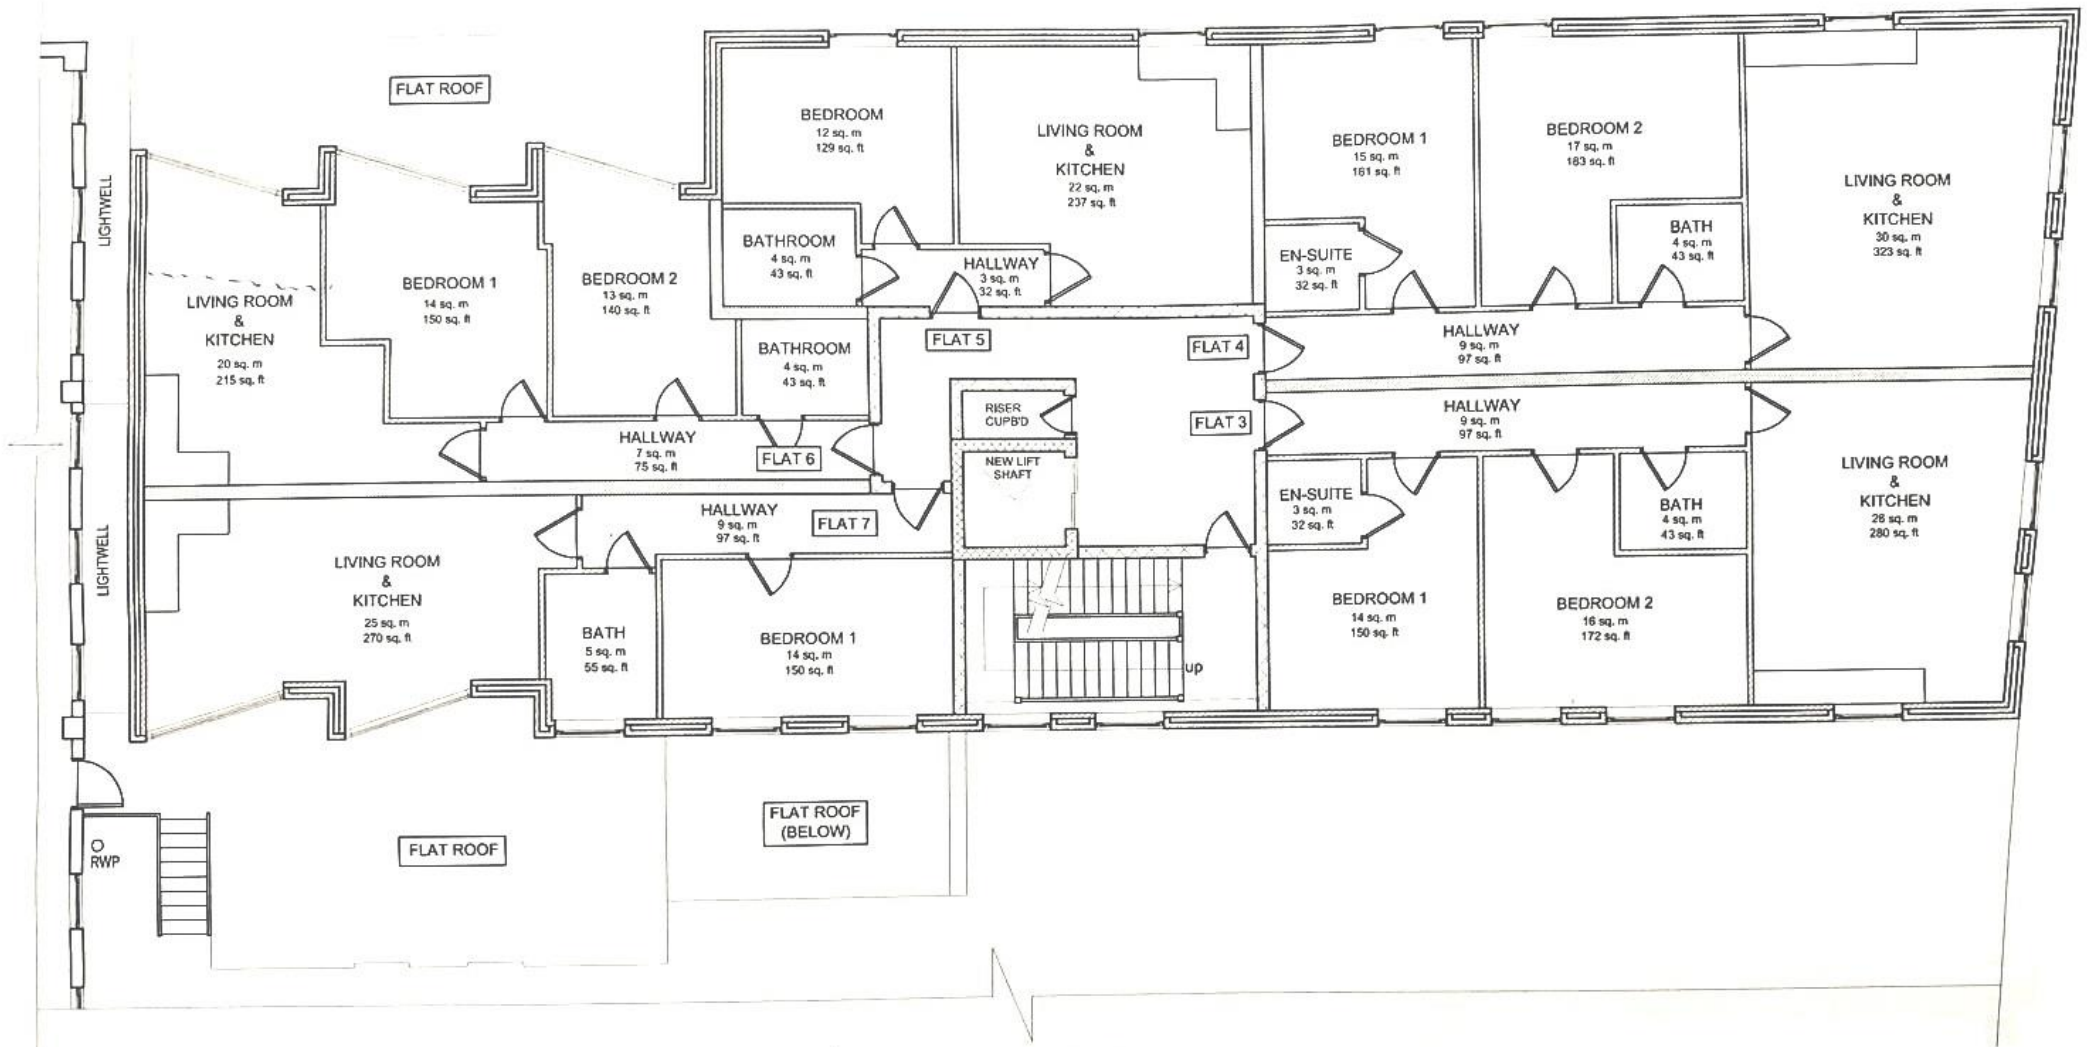 FLAT ROOF
LIGHTWELL
BEDROOM
12 sq. m
129 sq. ft
LIVING ROOM
&
KITCHEN
22 sq. m
237 sq. ft
BEDROOM 1
15 sq. m
161 sq. ft
BEDROOM 2
17 sq. m
183 sq. ft
LIVING ROOM
&
KITCHEN
30 sq. m
323 sq. ft
BATHROOM
4 sq. m
43 sq. ft
HALLWAY
3 sq. m
32 sq. ft
EN-SUITE
3 sq. m
32 sq. ft
BATH
4 sq. m
43 sq. ft
LIVING ROOM
&
KITCHEN
20 sq. m
215 sq. ft
BEDROOM 1
14 sq. m
150 sq. ft
BEDROOM 2
13 sq. m
140 sq. ft
BATHROOM
4 sq. m
43 sq. ft
FLAT 5
FLAT 4
HALLWAY
9 sq. m
97 sq. ft
RISER
CUPB'D
FLAT 3
HALLWAY
9 sq. m
97 sq. ft
HALLWAY
7 sq. m
75 sq. ft
FLAT 6
NEW LIFT
SHAFT
LIVING ROOM
&
KITCHEN
26 sq. m
280 sq. ft
EN-SUITE
3 sq. m
32 sq. ft
BATH
4 sq. m
43 sq. ft
LIGHTWELL
HALLWAY
9 sq. m
97 sq. ft
FLAT 7
LIVING ROOM
&
KITCHEN
25 sq. m
270 sq. ft
BATH
5 sq. m
55 sq. ft
BEDROOM 1
14 sq. m
150 sq. ft
up
BEDROOM 1
14 sq. m
150 sq. ft
BEDROOM 2
16 sq. m
172 sq. ft
RWP
FLAT ROOF
FLAT ROOF
(BELOW)